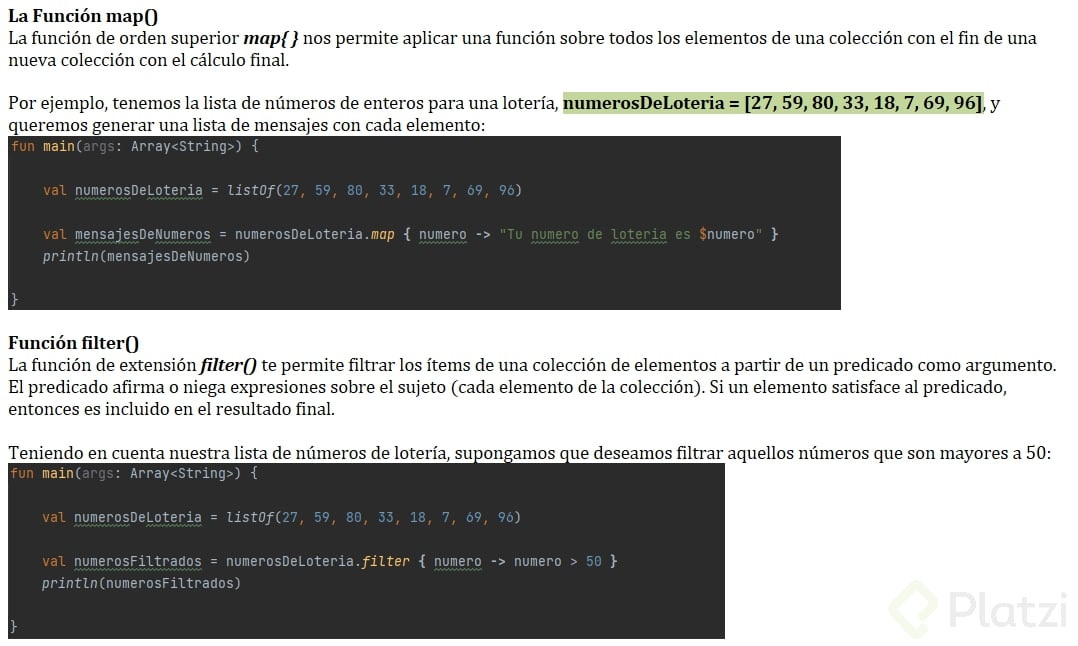 La Función map()
La función de orden superior map{ } nos permite aplicar una función sobre todos los elementos de una colección con el fin de una
nueva colección con el cálculo final.
Por ejemplo, tenemos la lista de números de enteros para una lotería, numerosDeLoteria = [27, 59, 80, 33, 18, 7, 69, 96], y
queremos generar una lista de mensajes con cada elemento:
fun main(args: Array<String>) {
val numerosDeLoteria = listOf(27, 59, 80, 33, 18, 7, 69, 96)
val mensajesDeNumeros = numerosDeLoteria.map { numero -> "Tu numero de loteria es $numero" }
println(mensajesDeNumeros)
}
Función filter()
La función de extensión filter() te permite filtrar los ítems de una colección de elementos a partir de un predicado como argumento.
El predicado afirma o niega expresiones sobre el sujeto (cada elemento de la colección). Si un elemento satisface al predicado,
entonces es incluido en el resultado final.
Teniendo en cuenta nuestra lista de números de lotería, supongamos que deseamos filtrar aquellos números que son mayores a 50:
fun main(args: Array<String>) {
val numerosDeLoteria = listOf(27, 59, 80, 33, 18, 7, 69, 96)
val numerosFiltrados = numerosDeLoteria.filter { numero -> numero > 50 }
println(numerosFiltrados)
}
Platzi